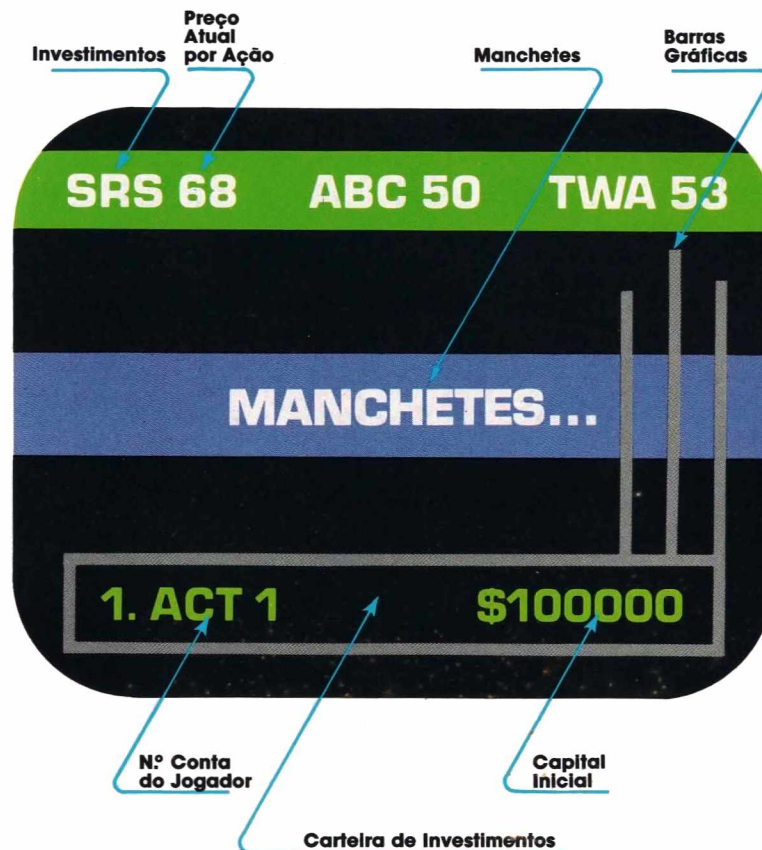 Investimentos
Preço
Atual
por Ação
Manchetes
Barras
Gráficas
SRS 68 ABC 50 TWA 53
MANCHETES...
1. ACT 1 $100000
N.º Conta
do Jogador
Capital
Inicial
Carteira de Investimentos